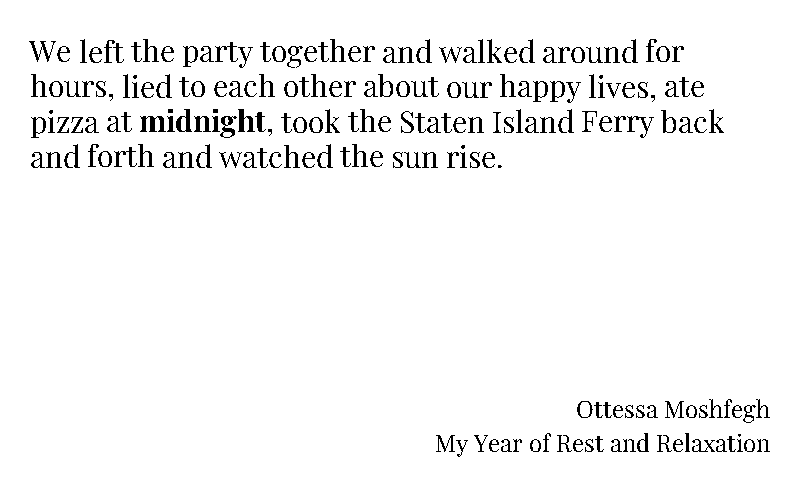 We left the party together and walked around for
hours, lied to each other about our happy lives, ate
pizza at midnight, took the Staten Island Ferry back
and forth and watched the sun rise.
Ottessa Moshfegh
My Year of Rest and Relaxation